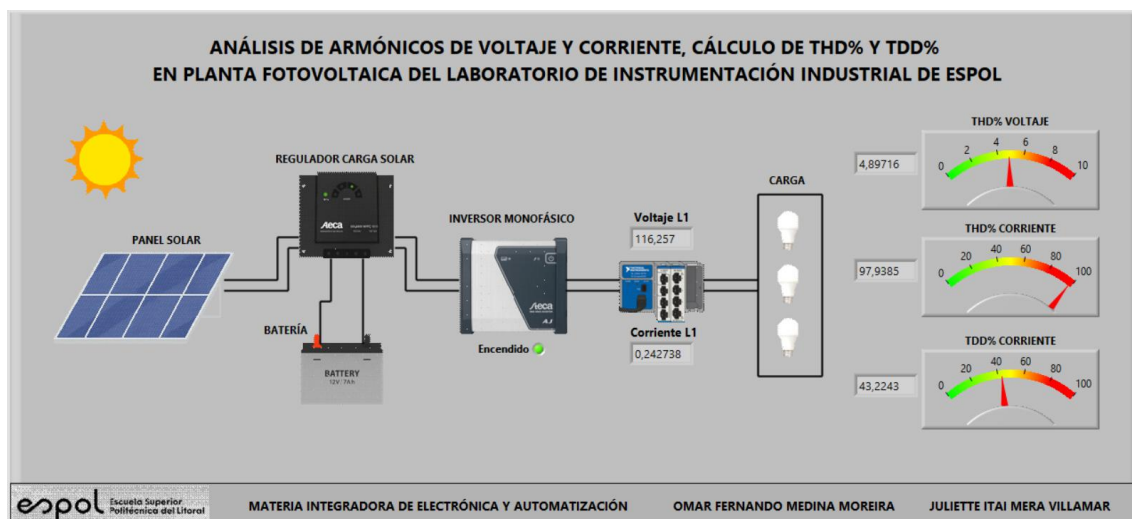 ANÁLISIS DE ARMÓNICOS DE VOLTAJE Y CORRIENTE, CÁLCULO DE THD% Y TDD%
EN PLANTA FOTOVOLTAICA DEL LABORATORIO DE INSTRUMENTACIÓN INDUSTRIAL DE ESPOL
PANEL SOLAR
REGULADOR CARGA SOLAR
Steca
BATERÍA
BATTERY
12V 7Ah
INVERSOR MONOFÁSICO
Steca
AJ
Encendido
Voltaje L1
116,257
Corriente L1
0,242738
CARGA
THD% VOLTAJE
4,89716
0 2 4 6 8 10
THD% CORRIENTE
97,9385
0 20 40 60 80 100
TDD% CORRIENTE
43,2243
0 20 40 60 80 100
espol Escuela Superior
Politécnica del Litoral
MATERIA INTEGRADORA DE ELECTRÓNICA Y AUTOMATIZACIÓN
OMAR FERNANDO MEDINA MOREIRA
JULIETTE ITAI MERA VILLAMAR